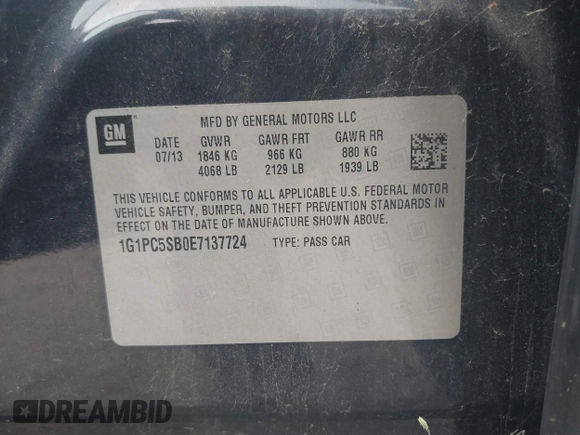 GM
MFD BY GENERAL MOTORS LLC
DATE GVWR GAWR FRT GAWR RR
07/13 1846 KG 966 KG 880 KG
4068 LB 2129 LB 1939 LB
THIS VEHICLE CONFORMS TO ALL APPLICABLE U.S. FEDERAL MOTOR
VEHICLE SAFETY, BUMPER, AND THEFT PREVENTION STANDARDS IN
EFFECT ON THE DATE OF MANUFACTURE SHOWN ABOVE.
1G1PC5SB0E7137724 TYPE: PASS CAR
DREAMBID